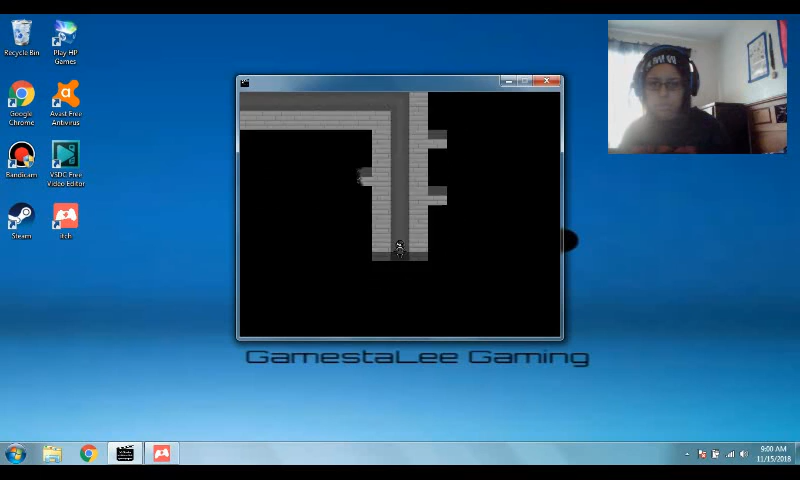 Recycle Bin
Play HP
Games
Google
Chrome
Avast Free
Antivirus
Bandicam
VSDC Free
Video Editor
Steam
itch
GamestaLee Gaming
9:00 AM
11/15/2018